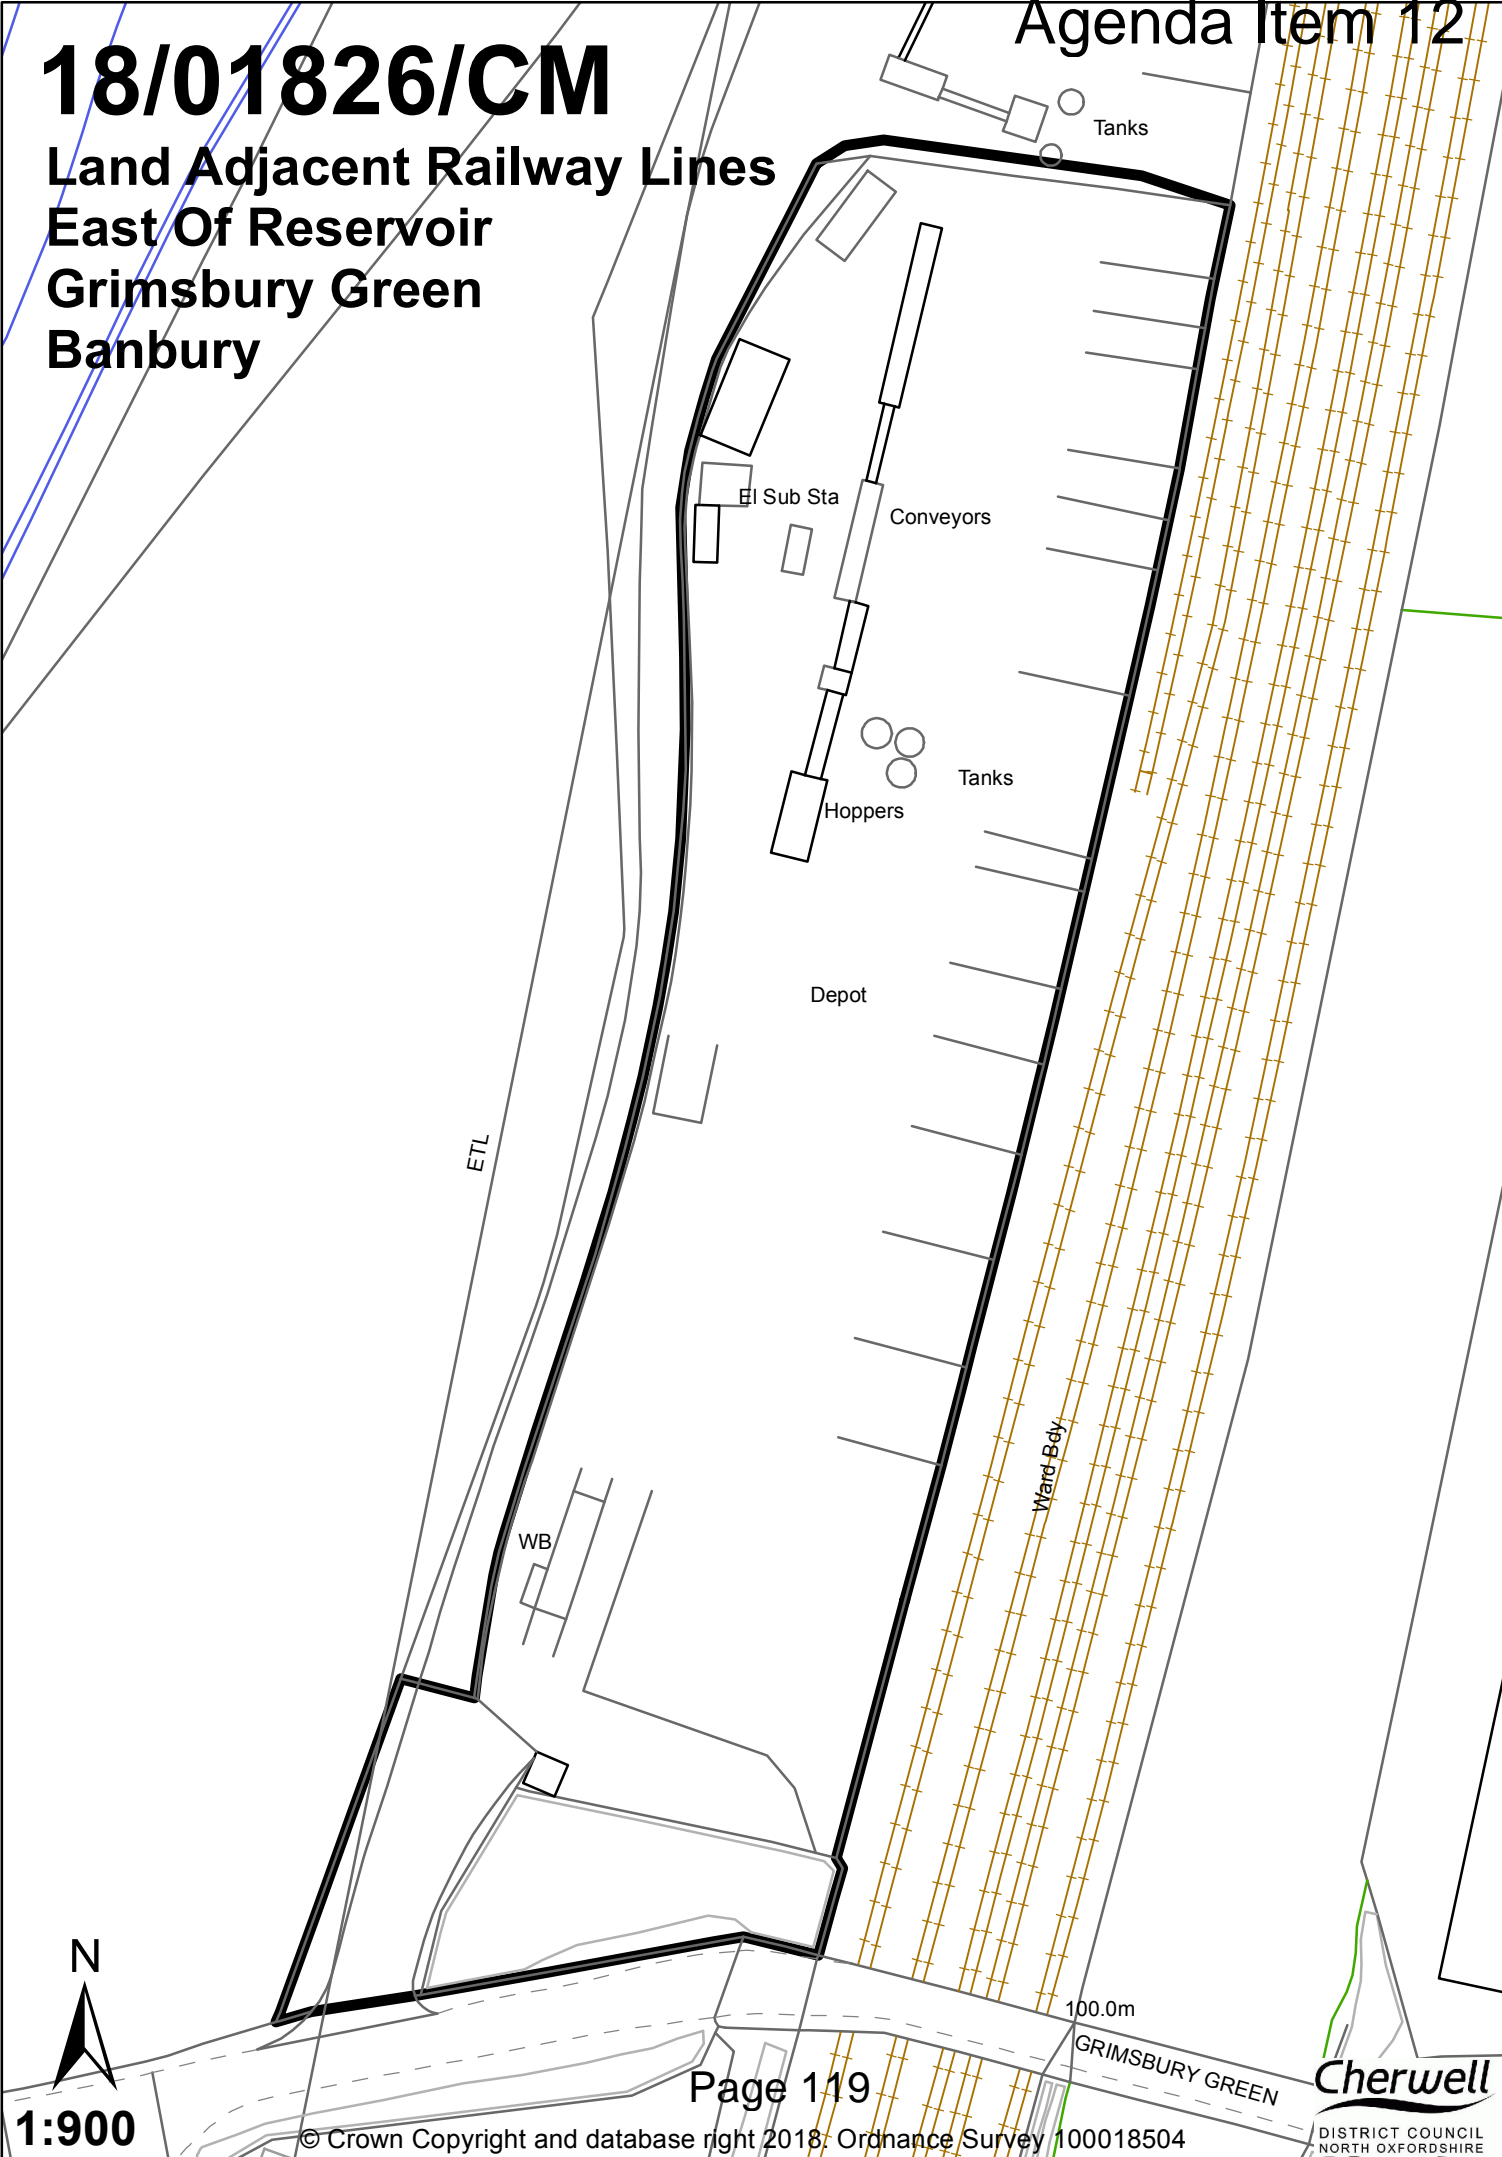 Agenda Item 12
18/01826/CM
Land Adjacent Railway Lines
East Of Reservoir
Grimsbury Green
Banbury
Tanks
El Sub Sta
Conveyors
Tanks
Hoppers
Depot
ETL
Ward Bdy
WB
N
100.0m
GRIMSBURY GREEN
Page 119
1:900
© Crown Copyright and database right 2018. Ordnance Survey 100018504
Cherwell
DISTRICT COUNCIL
NORTH OXFORDSHIRE